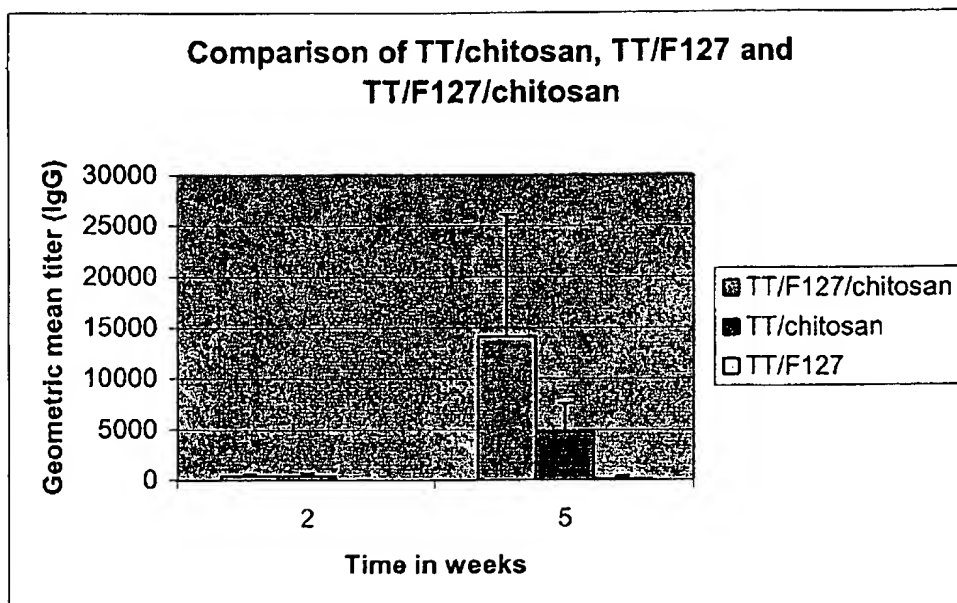 Comparison of TT/chitosan, TT/F127 and
TT/F127/chitosan
Geometric mean titer (IgG)
30000
25000
20000
15000
10000
5000
0
2
5
Time in weeks
TT/F127/chitosan
TT/chitosan
TT/F127